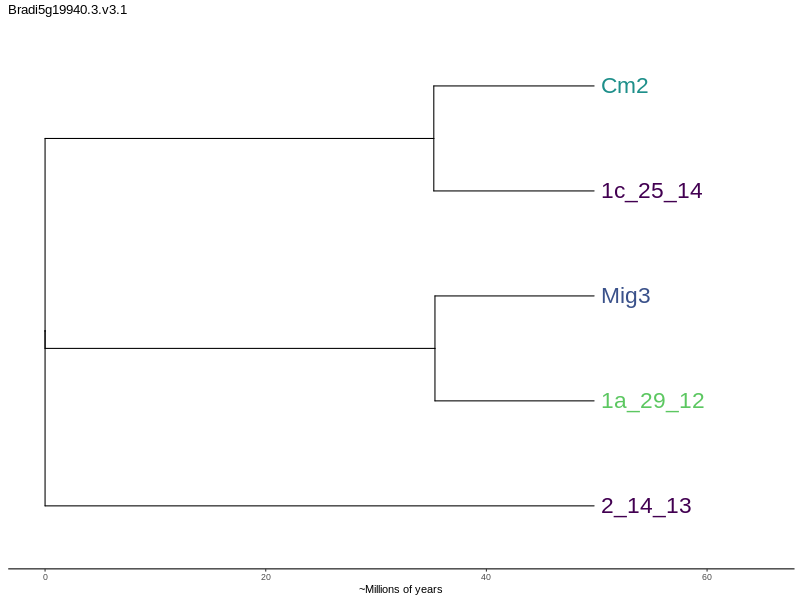 Bradi5g19940.3.v3.1
Cm2
1c_25_14
Mig3
1a_29_12
2_14_13
0 20 40 60
~Millions of years